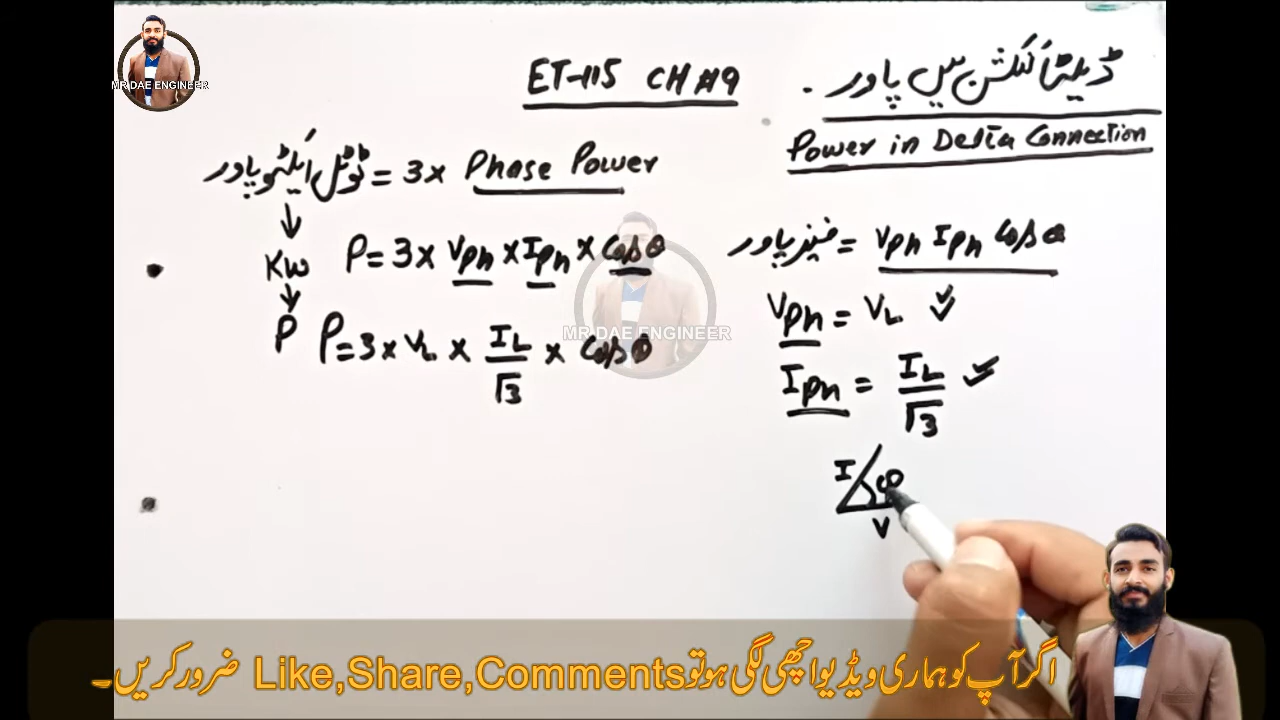 MR DAE ENGINEER
ET-115 CH#9
ڈیلٹا کنکشن میں پاور ۔
Power in Delta Connection
ٹوٹل ایکٹو پاور = 3 x Phase Power
Kw
P = 3 x Vph x Iph x Cosθ
P
P = 3 x VL x IL/√3 x Cosθ
فیز پاور = Vph Iph Cosθ
Vph = VL ✓
Iph = IL/√3 ✓
I
V
MR DAE ENGINEER
اگر آپ کو ہماری ویڈیو اچھی لگی ہو تو Like,Share,Comments ضرور کریں۔